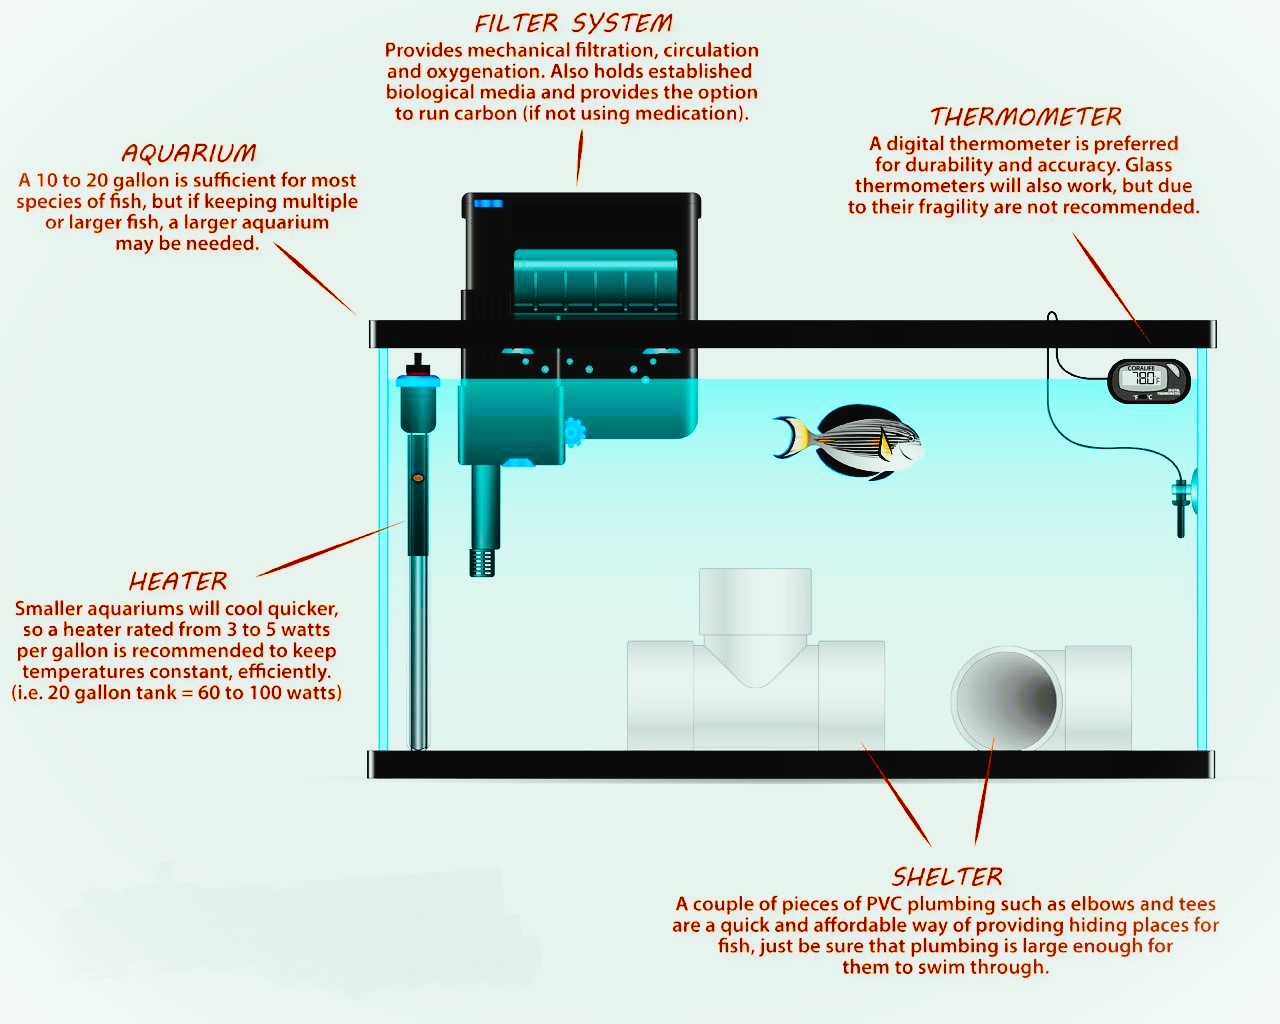 FILTER SYSTEM
Provides mechanical filtration, circulation
and oxygenation. Also holds established
biological media and provides the option
to run carbon (if not using medication).
THERMOMETER
A digital thermometer is preferred
for durability and accuracy. Glass
thermometers will also work, but due
to their fragility are not recommended.
AQUARIUM
A 10 to 20 gallon is sufficient for most
species of fish, but if keeping multiple
or larger fish, a larger aquarium
may be needed.
CORALIFE
78.0°F
°F °C
DIGITAL
THERMOMETER
HEATER
Smaller aquariums will cool quicker,
so a heater rated from 3 to 5 watts
per gallon is recommended to keep
temperatures constant, efficiently.
(i.e. 20 gallon tank = 60 to 100 watts)
SHELTER
A couple of pieces of PVC plumbing such as elbows and tees
are a quick and affordable way of providing hiding places for
fish, just be sure that plumbing is large enough for
them to swim through.